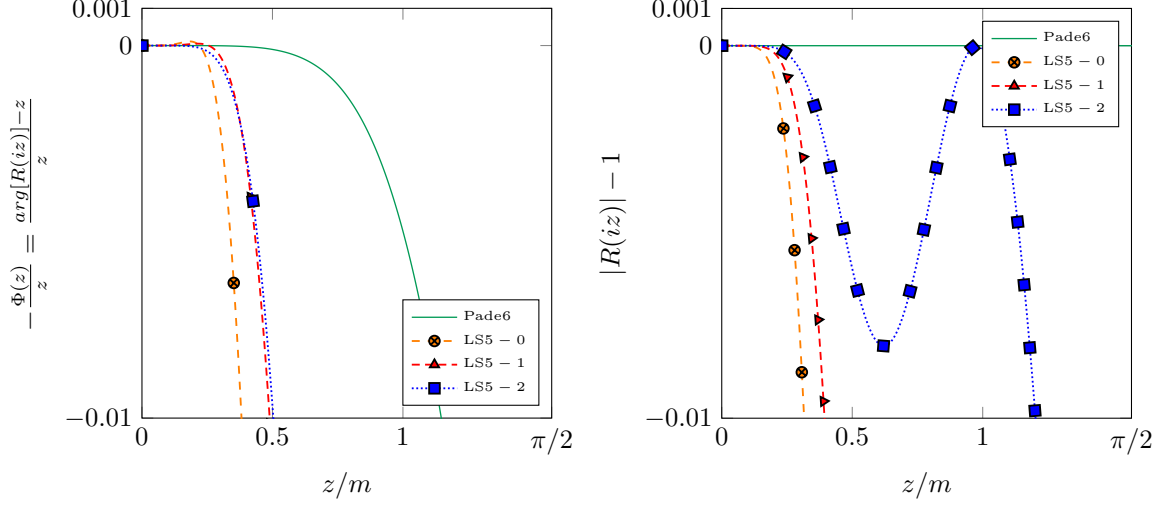 0.001
0
−0.01
0
0.5
1
π/2
z/m
−Φ(z)/z = arg[R(iz)]−z/z
Pade6
LS5 − 0
LS5 − 1
LS5 − 2
0.001
0
−0.01
0
0.5
1
π/2
z/m
|R(iz)| − 1
Pade6
LS5 − 0
LS5 − 1
LS5 − 2